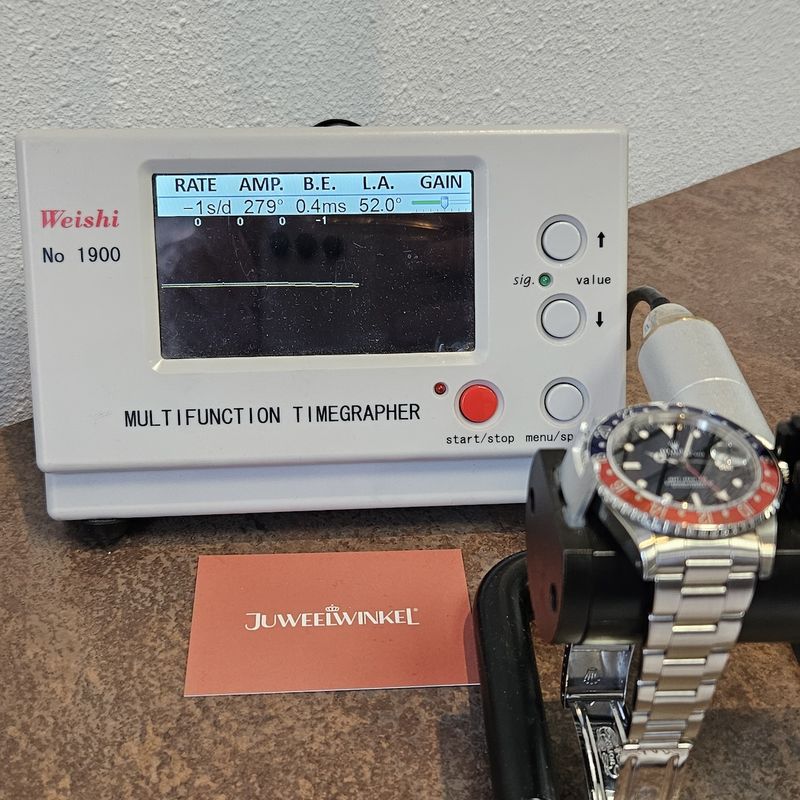 RATE AMP. B.E. L.A. GAIN
-1s/d 279° 0.4ms 52.0°
0 0 0 -1
Weishi
No 1900
↑
sig. value
↓
MULTIFUNCTION TIMEGRAPHER
start/stop menu/sp
JUWEELWINKEL